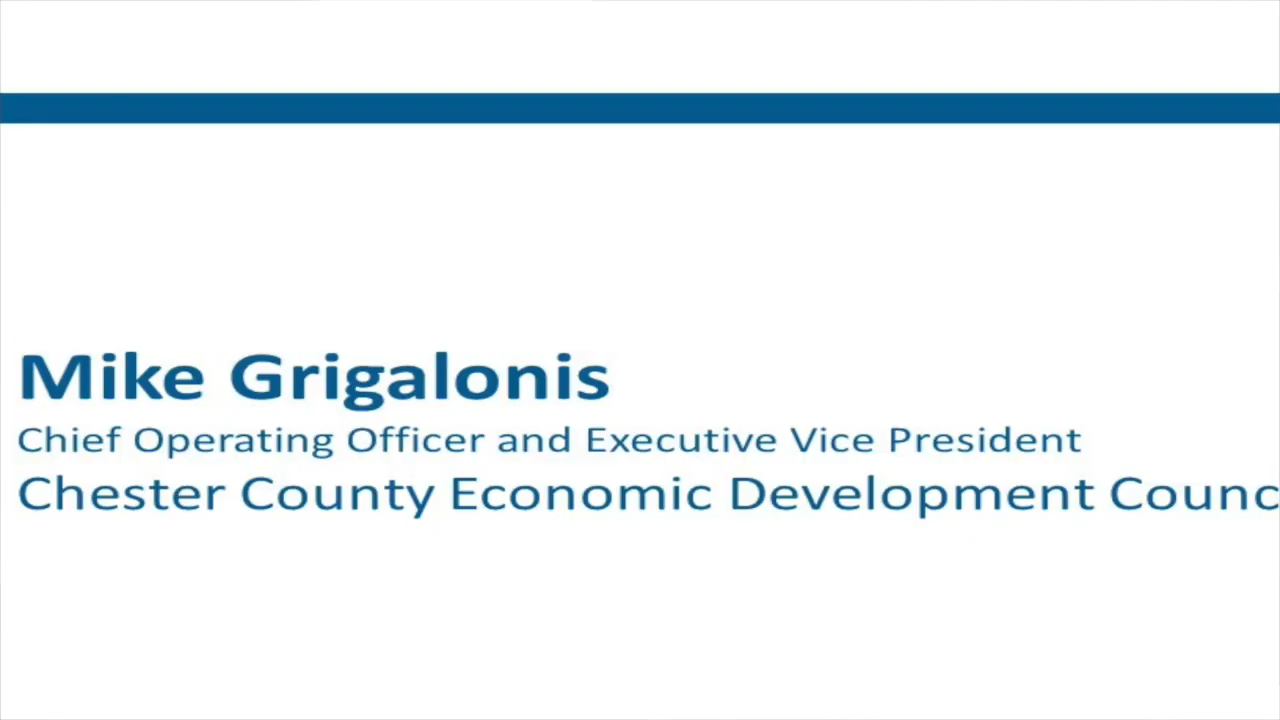 Mike Grigalonis
Chief Operating Officer and Executive Vice President
Chester County Economic Development Counc